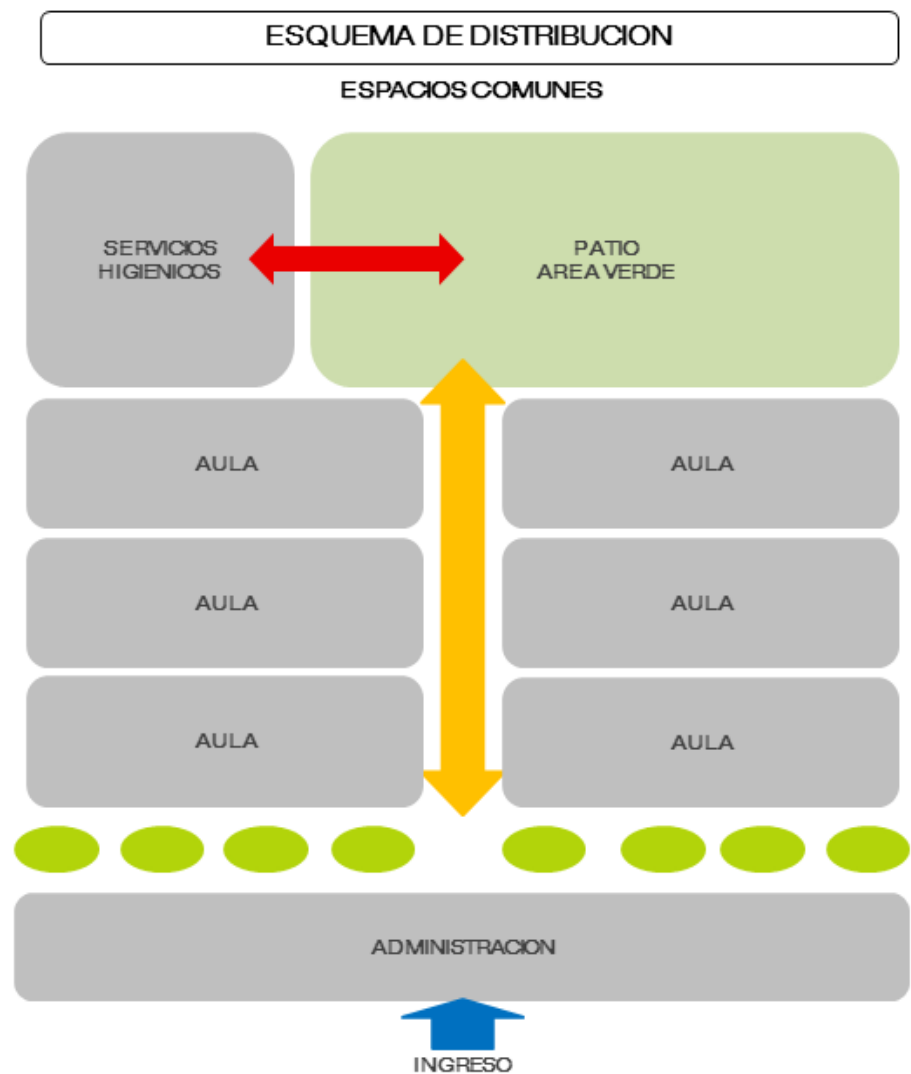 ESQUEMA DE DISTRIBUCION
ESPACIOS COMUNES
SERVICIOS
HIGIENICOS
PATIO
AREA VERDE
AULA
AULA
AULA
AULA
AULA
AULA
ADMINISTRACION
INGRESO